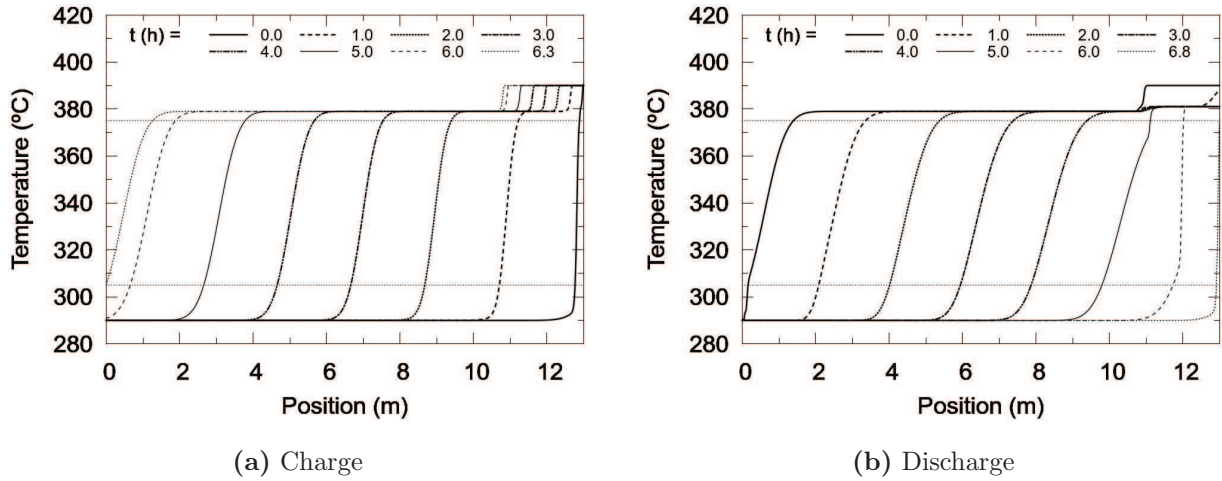 t (h) = 0.0 1.0 2.0 3.0
4.0 5.0 6.0 6.3
420
400
380
360
340
320
300
280
Temperature (ºC)
0 2 4 6 8 10 12
Position (m)
(a) Charge
t (h) = 0.0 1.0 2.0 3.0
4.0 5.0 6.0 6.8
420
400
380
360
340
320
300
280
Temperature (ºC)
0 2 4 6 8 10 12
Position (m)
(b) Discharge